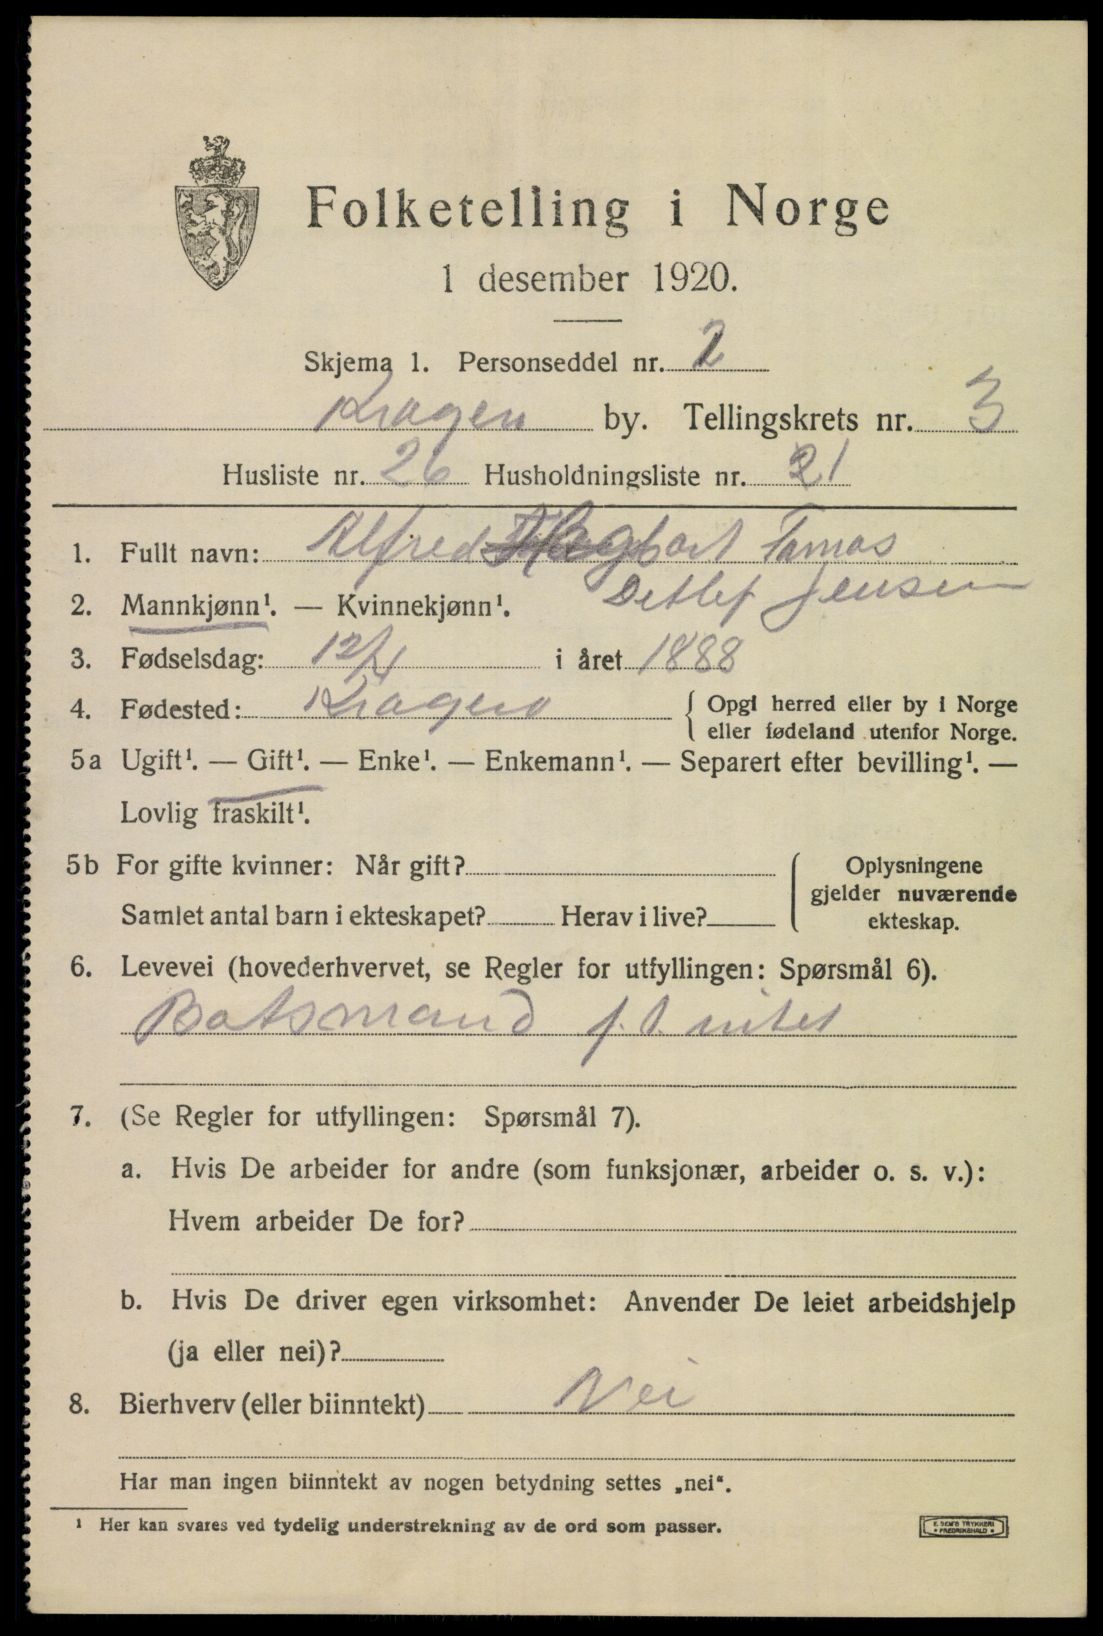 Folketelling i Norge
1 desember 1920.
Skjema 1. Personseddel nr. 2
Kragerø by. Tellingskrets nr. 3
Husliste nr. 26 Husholdningsliste nr. 21
1. Fullt navn: Alfred Tomas
Detlef Jensen
2. Mannkjønn¹. — Kvinnekjønn¹.
3. Fødselsdag: 12/1 i året 1888
4. Fødested: Kragerø { Opgi herred eller by i Norge
eller fødeland utenfor Norge.
5a Ugift¹. — Gift¹. — Enke¹. — Enkemann¹. — Separert efter bevilling¹. —
Lovlig fraskilt¹.
5b For gifte kvinner: Når gift?
Samlet antal barn i ekteskapet? Herav i live?
Oplysningene
gjelder nuværende
ekteskap.
6. Levevei (hovederhvervet, se Regler for utfyllingen: Spørsmål 6).
Batsmand f. t.
7. (Se Regler for utfyllingen: Spørsmål 7).
a. Hvis De arbeider for andre (som funksjonær, arbeider o. s. v.):
Hvem arbeider De for?
b. Hvis De driver egen virksomhet: Anvender De leiet arbeidshjelp
(ja eller nei)?
8. Bierhverv (eller biinntekt) Nei
Har man ingen biinntekt av nogen betydning settes „nei“.
¹ Her kan svares ved tydelig understrekning av de ord som passer.
E. SEM'S TRYKKERI
• FREDRIKSHALD •